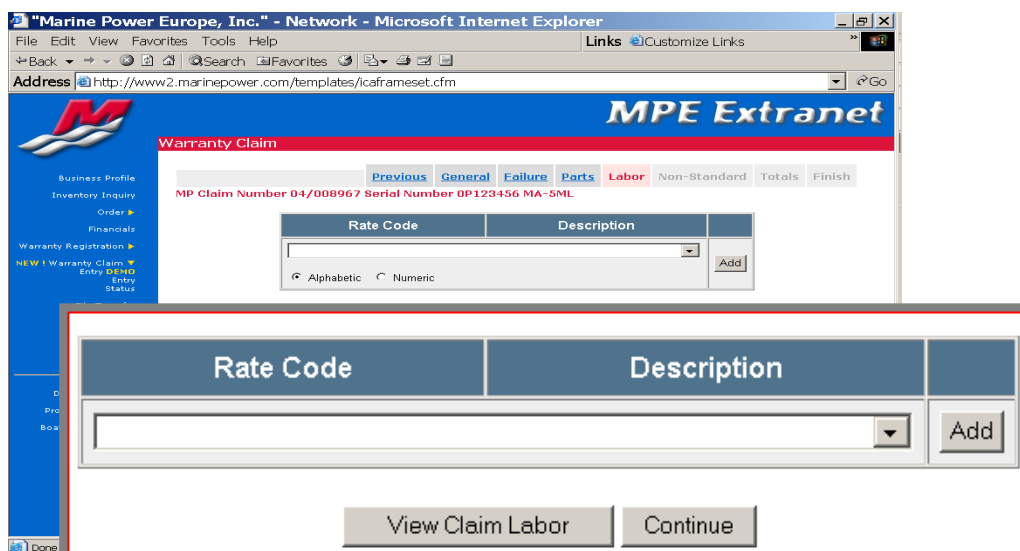 "Marine Power Europe, Inc." - Network - Microsoft Internet Explorer
File Edit View Favorites Tools Help Links Customize Links »
Back Search Favorites
Address http://www2.marinepower.com/templates/icaframeset.cfm Go
MPE Extranet
Warranty Claim
Business Profile
Inventory Inquiry
Order
Financials
Warranty Registration
NEW ! Warranty Claim
Entry DEMO
Entry
Status
Previous General Failure Parts Labor Non-Standard Totals Finish
MP Claim Number 04/008967 Serial Number 0P123456 MA-5ML
Rate Code Description
Add
Alphabetic Numeric
Rate Code Description
Add
View Claim Labor Continue
Done